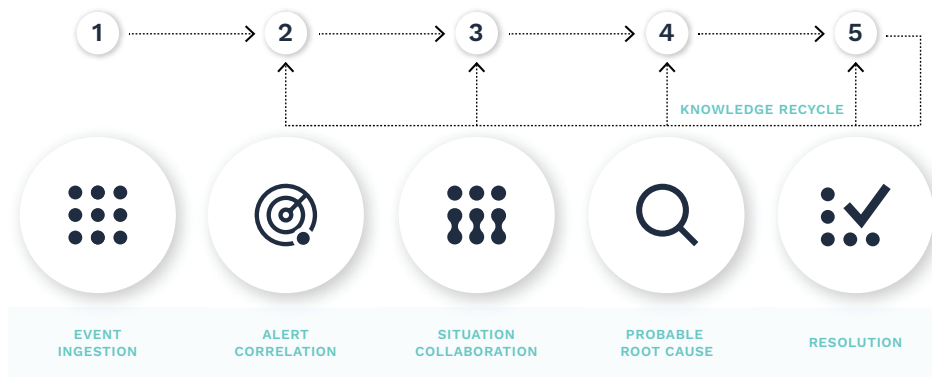 1
2
3
4
5
KNOWLEDGE RECYCLE
EVENT
INGESTION
ALERT
CORRELATION
SITUATION
COLLABORATION
PROBABLE
ROOT CAUSE
RESOLUTION